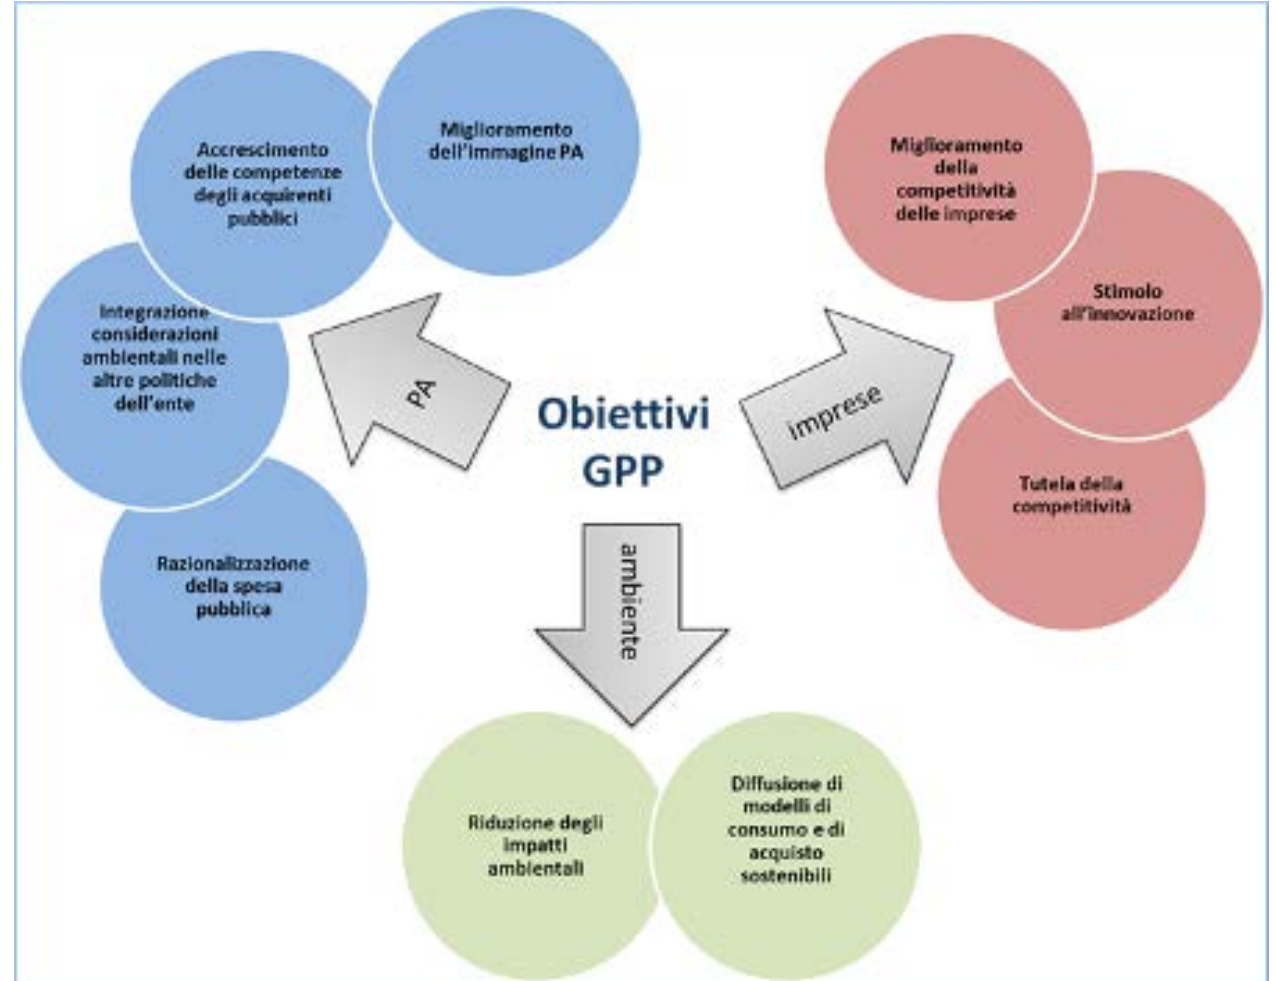 Miglioramento
dell'immagine PA
Accrescimento
delle competenze
degli acquirenti
pubblici
Integrazione
considerazioni
ambientali nelle
altre politiche
dell'ente
Razionalizzazione
della spesa
pubblica
PA
Obiettivi
GPP
imprese
Miglioramento
della
competitività
delle imprese
Stimolo
all'innovazione
Tutela della
competitività
ambiente
Riduzione degli
impatti
ambientali
Diffusione di
modelli di
consumo e di
acquisto
sostenibili